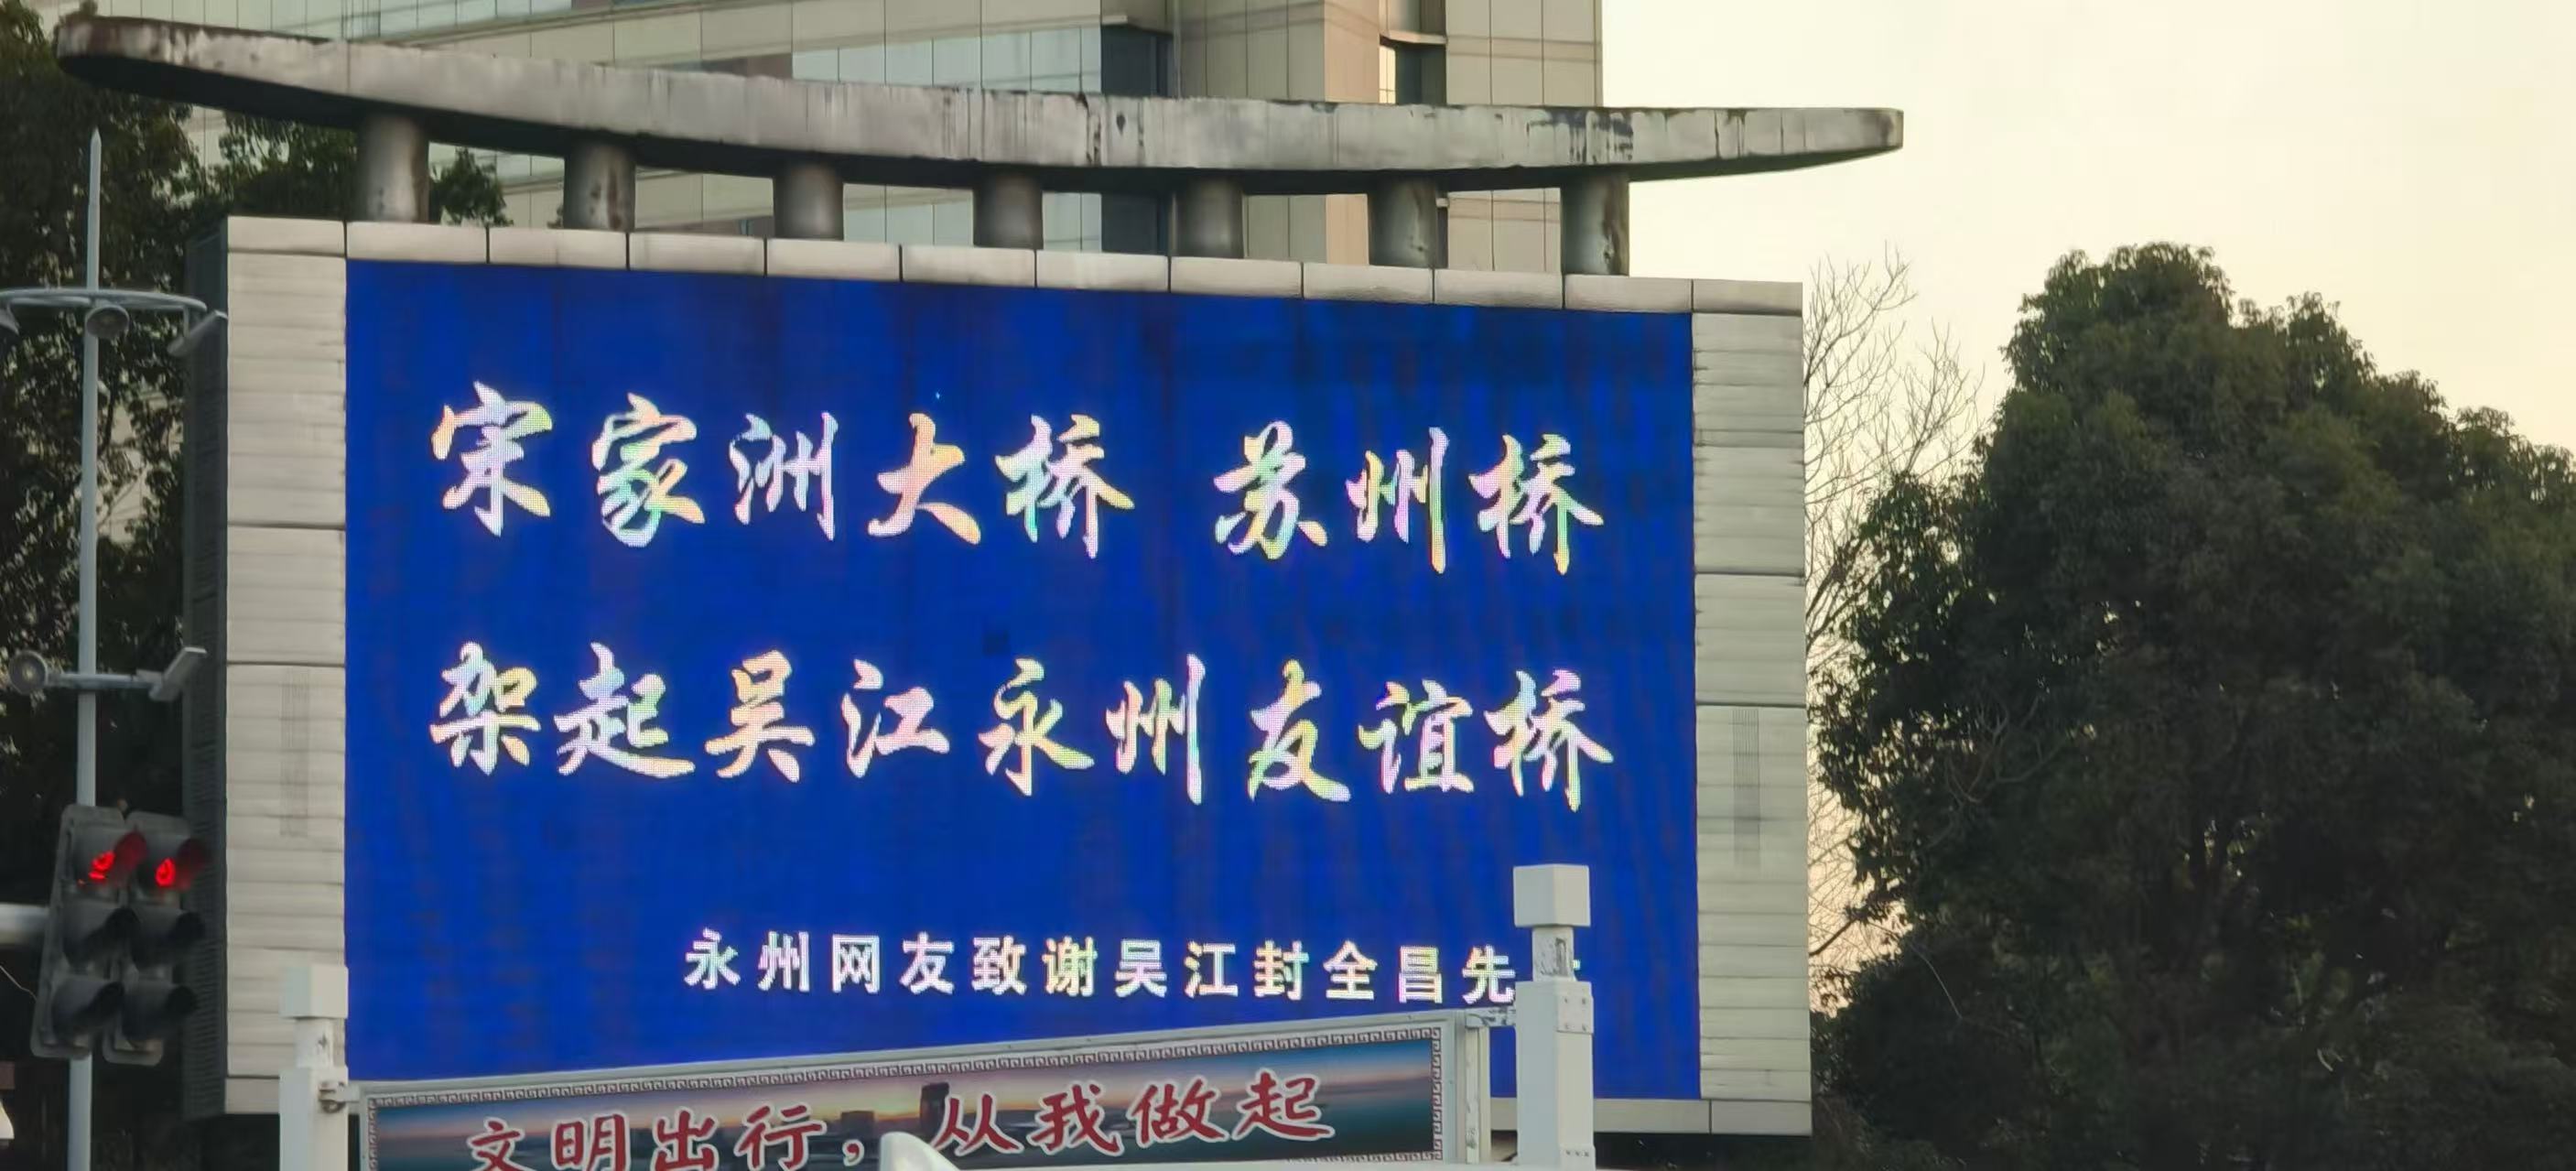 宋家洲大桥 苏州桥
架起吴江永州友谊桥
永州网友致谢吴江封全昌先
文明出行，从我做起